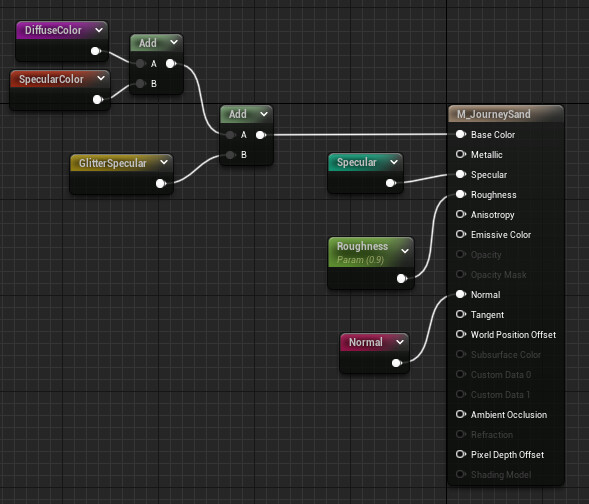 DiffuseColor
SpecularColor
Add
A
B
Add
A
B
GlitterSpecular
Specular
Roughness
Param (0.9)
Normal
M_JourneySand
Base Color
Metallic
Specular
Roughness
Anisotropy
Emissive Color
Opacity
Opacity Mask
Normal
Tangent
World Position Offset
Subsurface Color
Custom Data 0
Custom Data 1
Ambient Occlusion
Refraction
Pixel Depth Offset
Shading Model